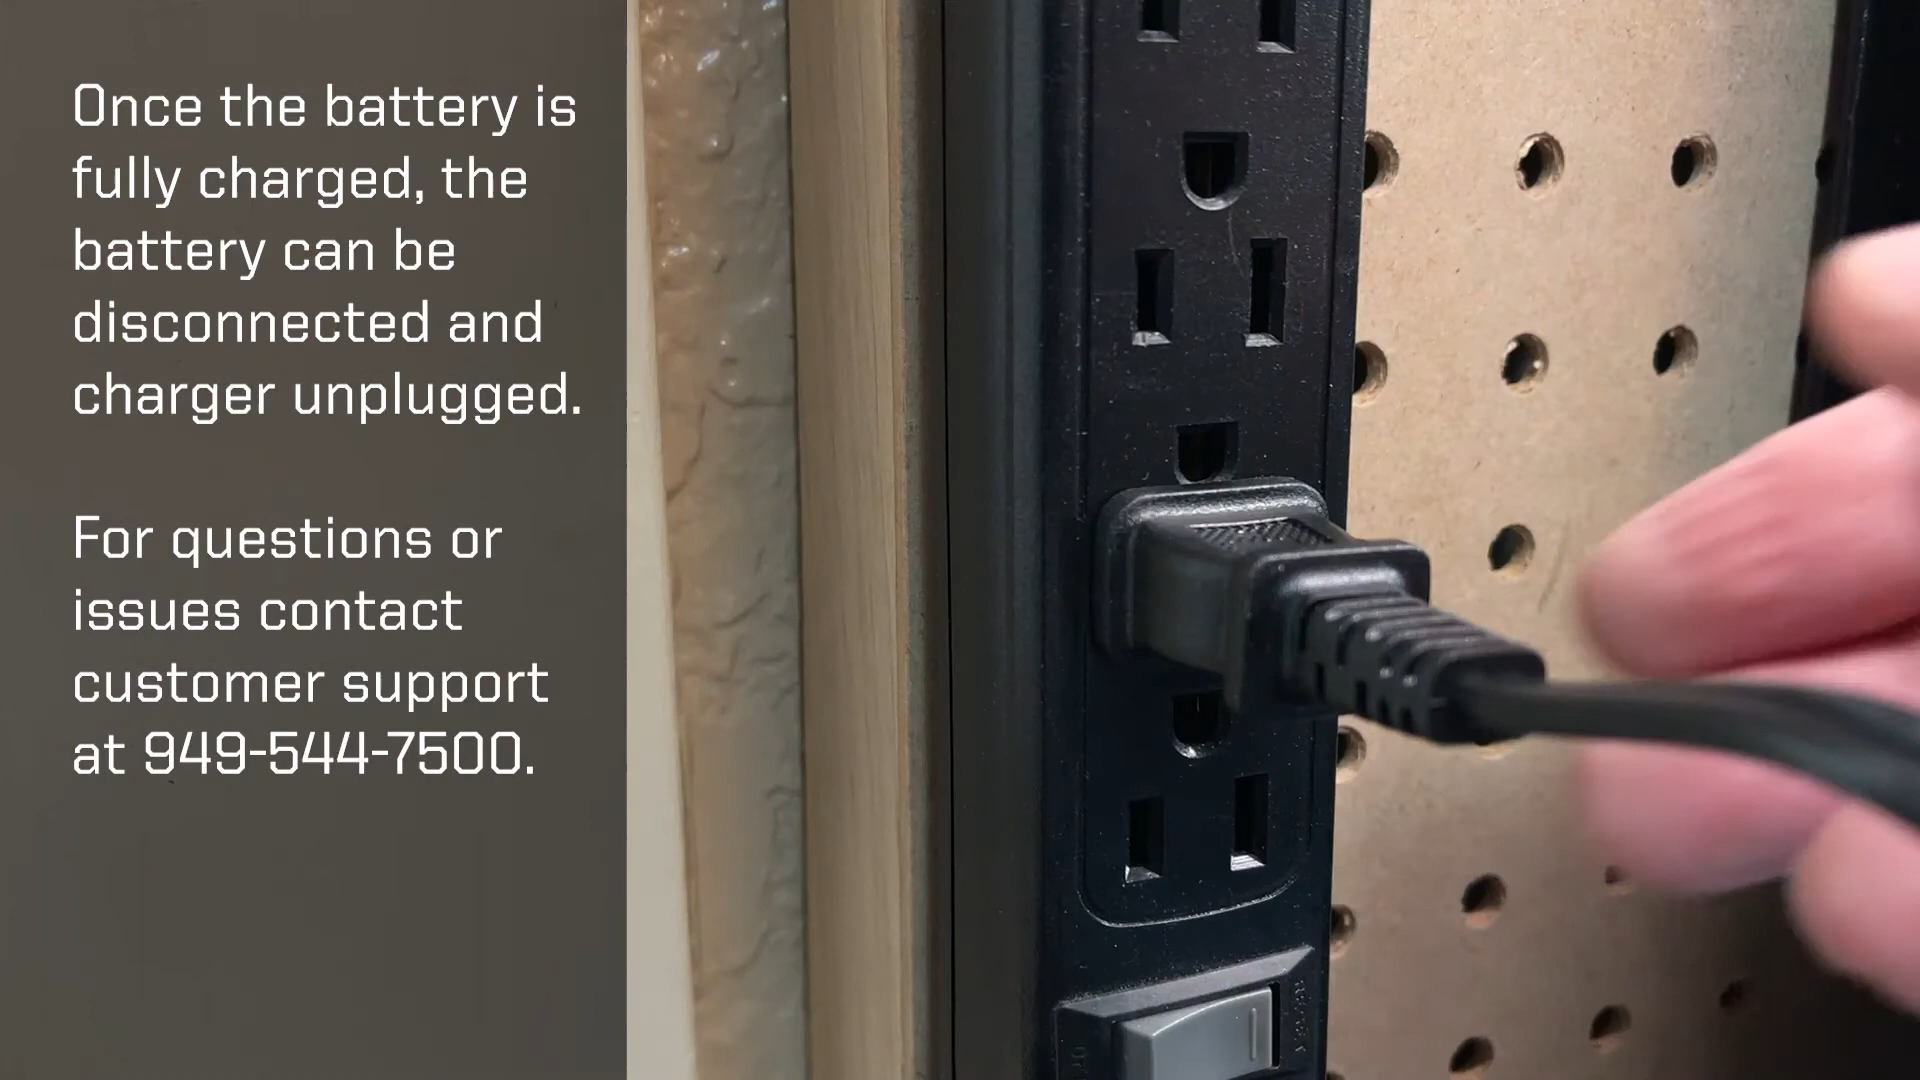 Once the battery is
fully charged, the
battery can be
disconnected and
charger unplugged.
For questions or
issues contact
customer support
at 949-544-7500.